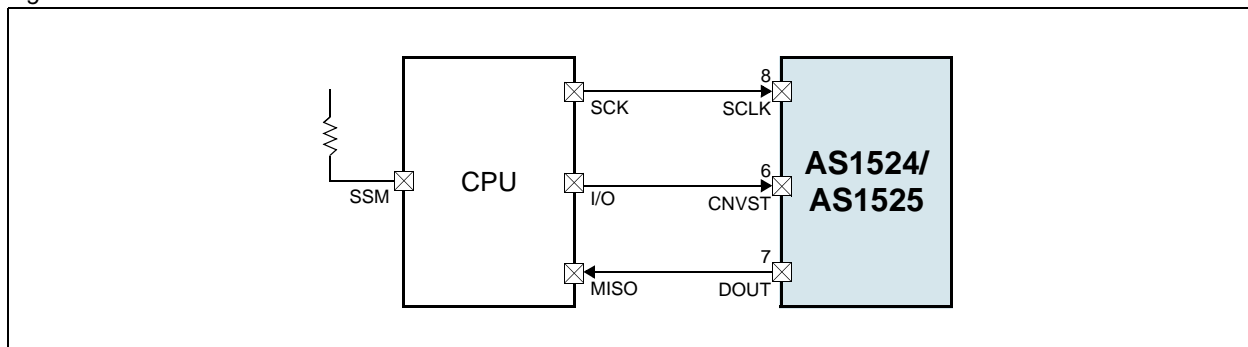 8
SCK
SCLK
AS1524/
AS1525
CPU
6
SSM
I/O
CNVST
7
MISO
DOUT